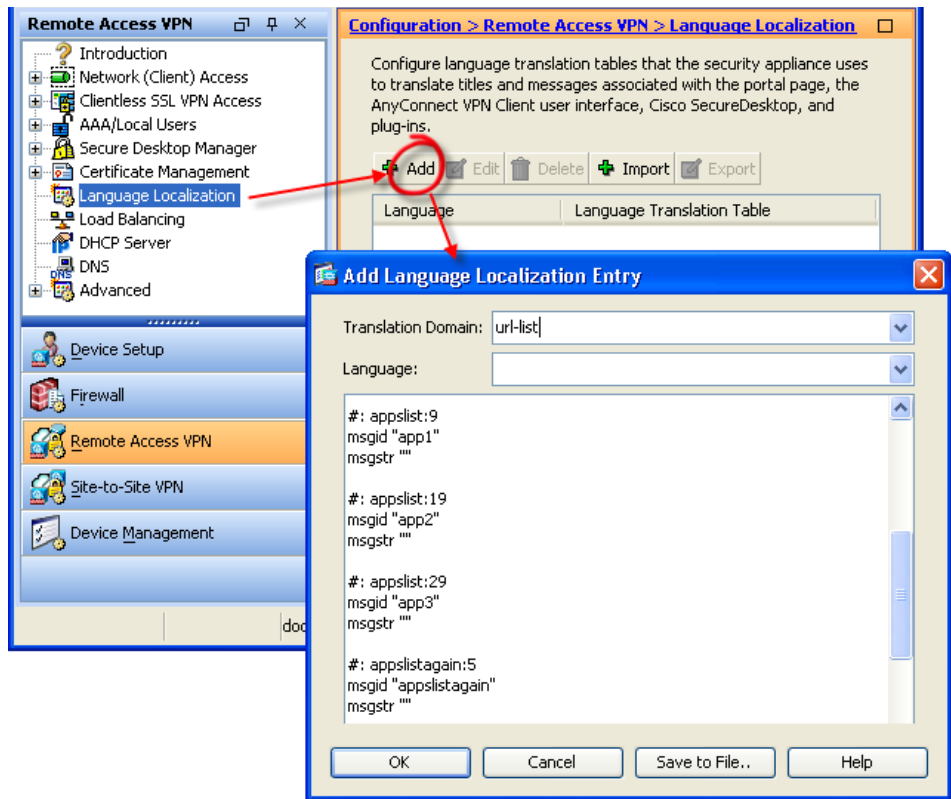 Remote Access VPN
Introduction
Network (Client) Access
Clientless SSL VPN Access
AAA/Local Users
Secure Desktop Manager
Certificate Management
Language Localization
Load Balancing
DHCP Server
DNS
DNS
Advanced
Device Setup
Firewall
Remote Access VPN
Site-to-Site VPN
Device Management
doc
Configuration > Remote Access VPN > Language Localization
Configure language translation tables that the security appliance uses
to translate titles and messages associated with the portal page, the
AnyConnect VPN Client user interface, Cisco SecureDesktop, and
plug-ins.
Add Edit Delete Import Export
Language Language Translation Table
Add Language Localization Entry
Translation Domain: url-list
Language:
#: appslist:9
msgid "app1"
msgstr ""
#: appslist:19
msgid "app2"
msgstr ""
#: appslist:29
msgid "app3"
msgstr ""
#: appslistagain:5
msgid "appslistagain"
msgstr ""
OK Cancel Save to File.. Help